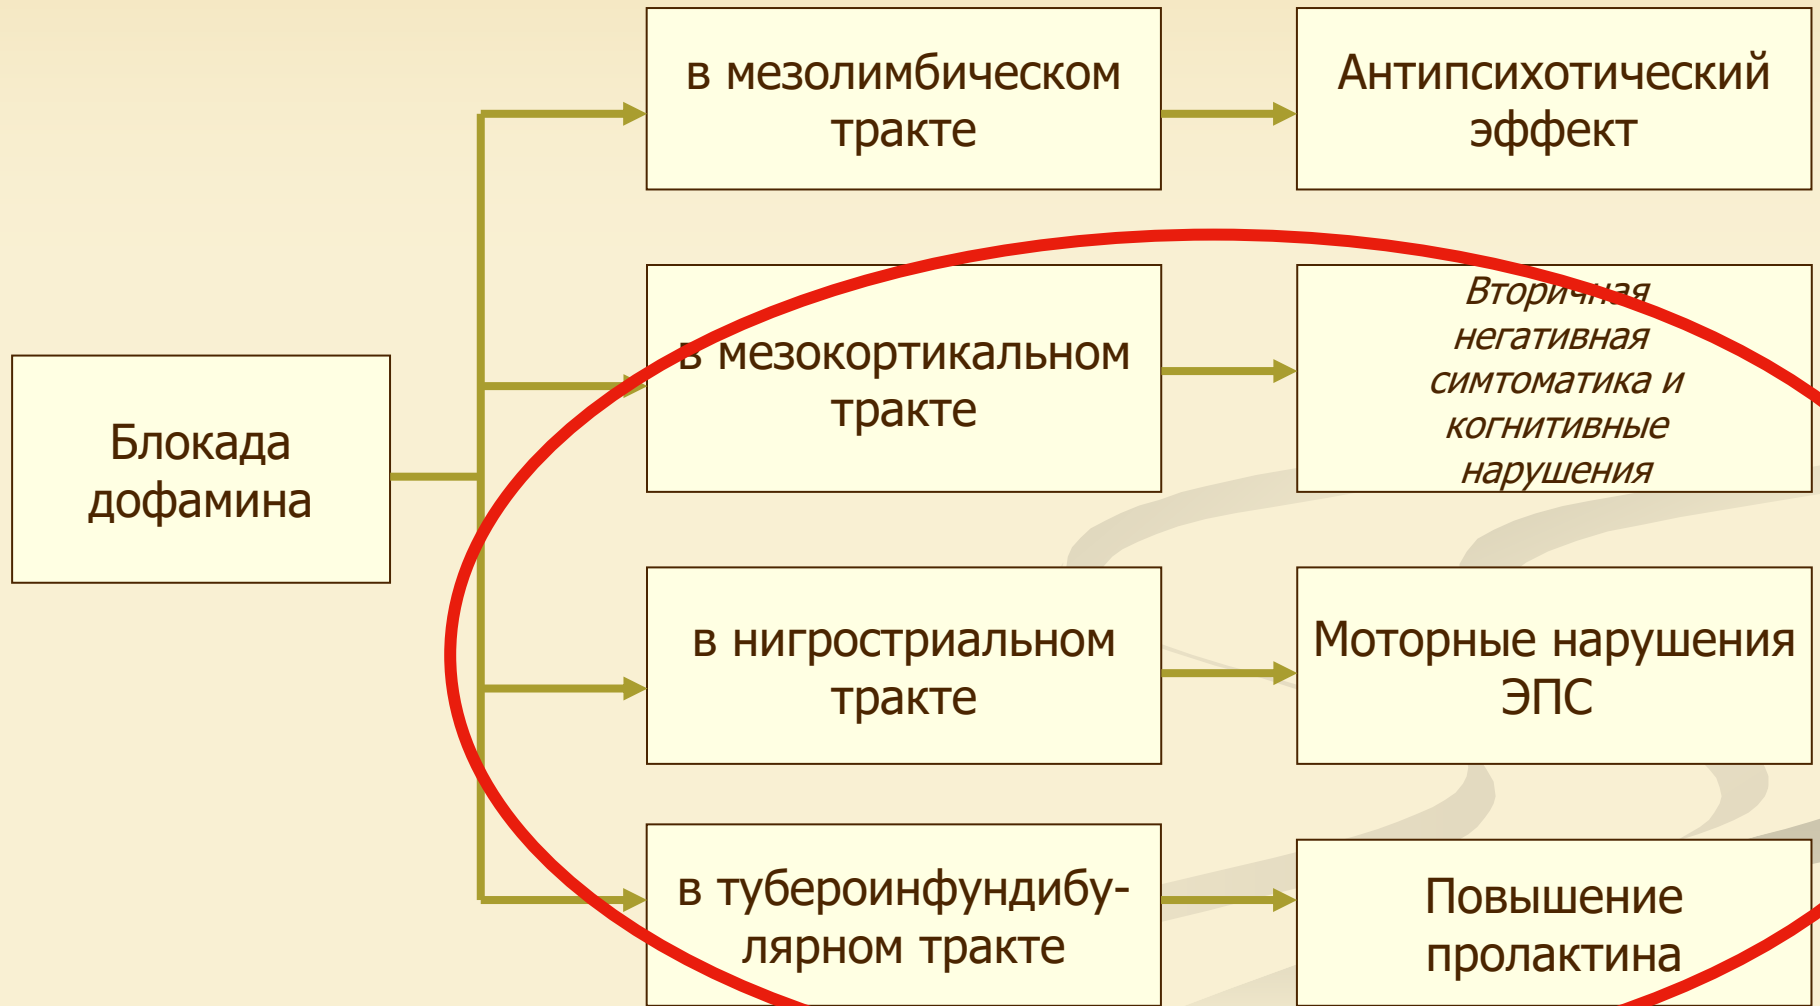 в мезолимбическом
тракте
Антипсихотический
эффект
Блокада
дофамина
в мезокортикальном
тракте
Вторичная
негативная
симтоматика и
когнитивные
нарушения
в нигростриальном
тракте
Моторные нарушения
ЭПС
в тубероинфундибу-
лярном тракте
Повышение
пролактина